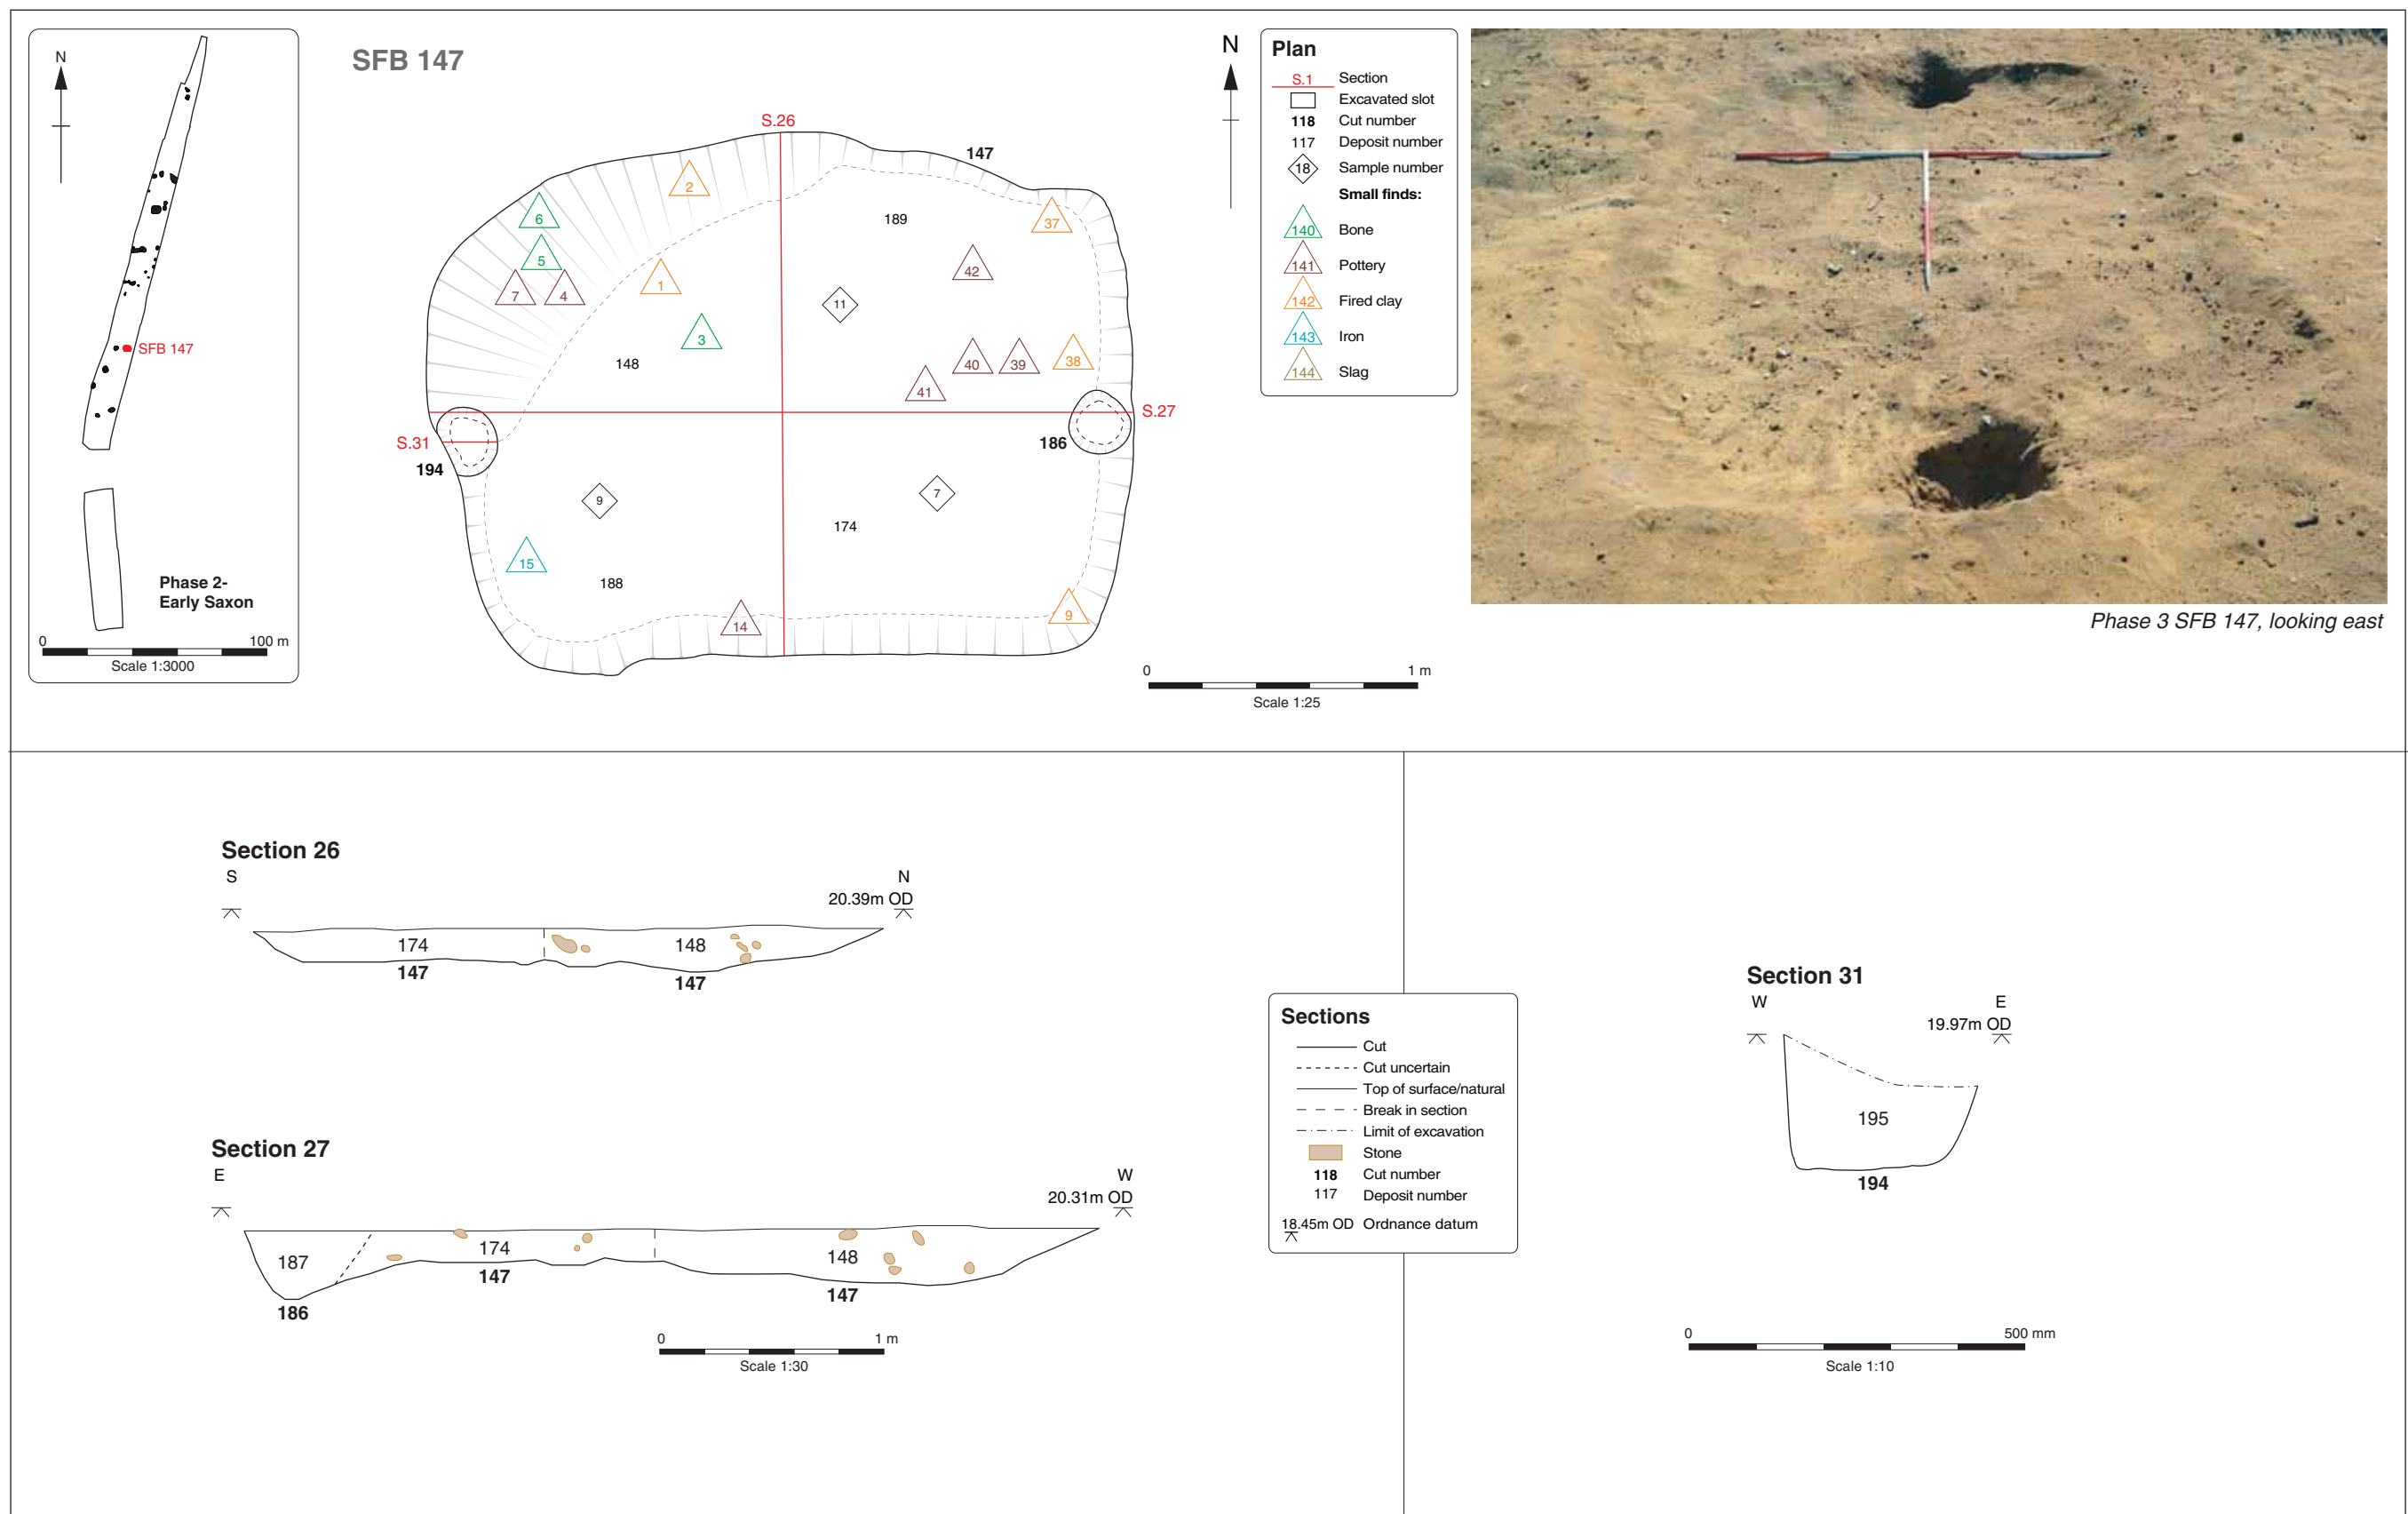 N
SFB 147
Phase 2-
Early Saxon
0 100 m
Scale 1:3000
SFB 147
S.26
147
2
6
5
7
4
1
3
148
189
37
42
11
40
39
38
41
S.27
S.31
194
186
9
7
15
188
174
14
9
0 1 m
Scale 1:25
N
Plan
S.1 Section
Excavated slot
118 Cut number
117 Deposit number
18 Sample number
Small finds:
140 Bone
141 Pottery
142 Fired clay
143 Iron
144 Slag
Phase 3 SFB 147, looking east
Section 26
S N
20.39m OD
174 148
147 147
Section 27
E W
20.31m OD
187 174 148
147 147
186
0 1 m
Scale 1:30
Sections
Cut
Cut uncertain
Top of surface/natural
Break in section
Limit of excavation
Stone
118 Cut number
117 Deposit number
18.45m OD Ordnance datum
Section 31
W E
19.97m OD
195
194
0 500 mm
Scale 1:10